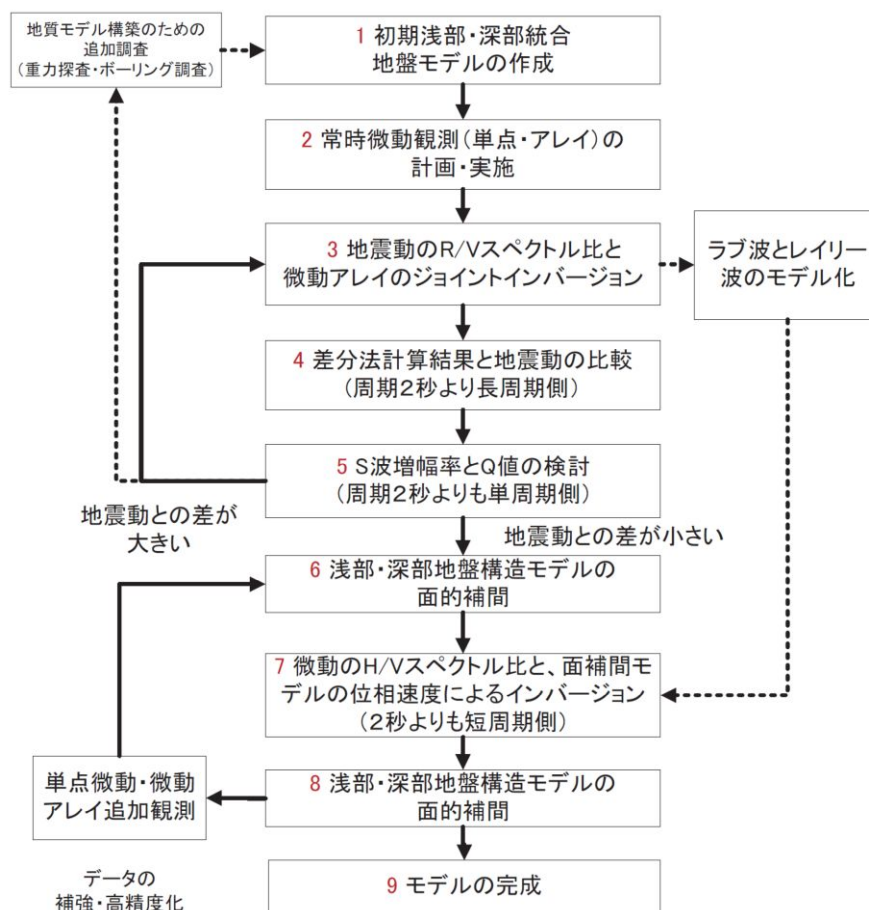 地質モデル構築のための
追加調査
(重力探査・ボーリング調査)
1 初期浅部・深部統合
地盤モデルの作成
2 常時微動観測(単点・アレイ)の
計画・実施
3 地震動のR/Vスペクトル比と
微動アレイのジョイントインバージョン
ラブ波とレイリー
波のモデル化
4 差分法計算結果と地震動の比較
(周期2秒より長周期側)
5 S波増幅率とQ値の検討
(周期2秒よりも単周期側)
地震動との差が
大きい
地震動との差が小さい
6 浅部・深部地盤構造モデルの
面的補間
7 微動のH/Vスペクトル比と、面補間モ
デルの位相速度によるインバージョン
(2秒よりも短周期側)
単点微動・微動
アレイ追加観測
8 浅部・深部地盤構造モデルの
面的補間
データの
補強・高精度化
9 モデルの完成